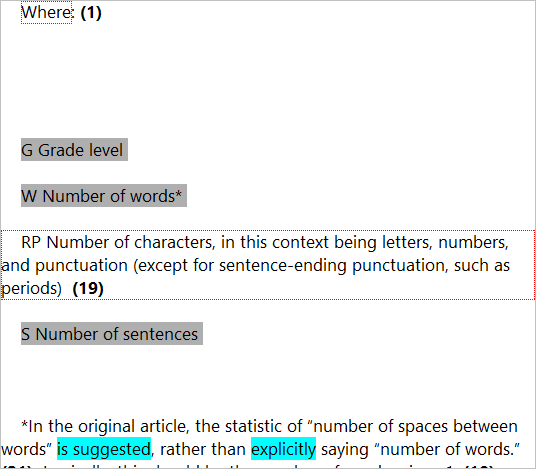 Where: (1)
G Grade level
W Number of words*
RP Number of characters, in this context being letters, numbers,
and punctuation (except for sentence-ending punctuation, such as
periods) (19)
S Number of sentences
*In the original article, the statistic of “number of spaces between
words” is suggested, rather than explicitly saying “number of words.”